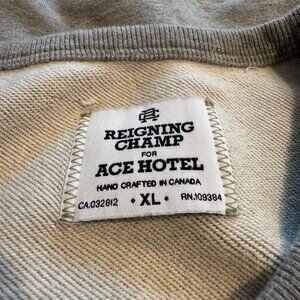 REIGNING
CHAMP
FOR
ACE HOTEL
HAND CRAFTED IN CANADA
CA.032812 • XL • RN.109384